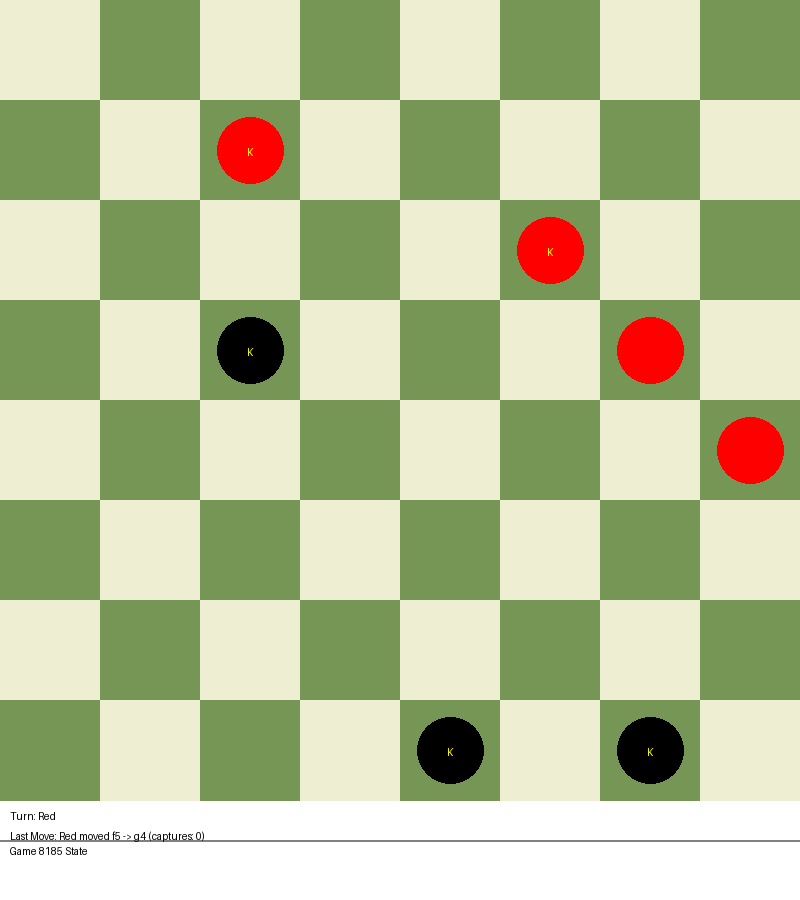 K
K
K
K K
Turn: Red
Last Move: Red moved f5 -> g4 (captures: 0)
Game 8185 State